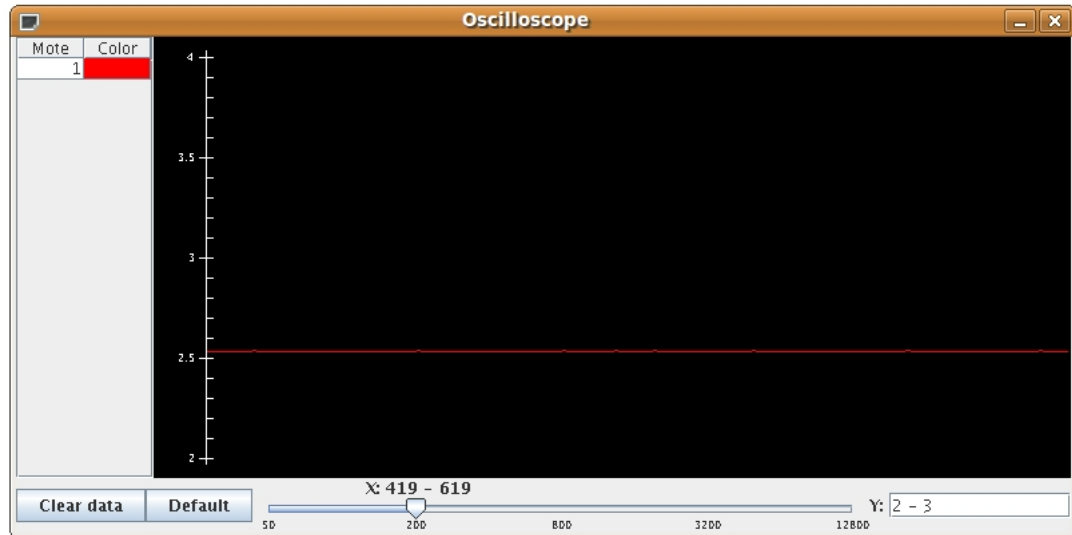 Oscilloscope
Mote Color
1
4
3.5
3
2.5
2
X: 419 - 619
Clear data Default
Y: 2 - 3
50 200 800 3200 12800